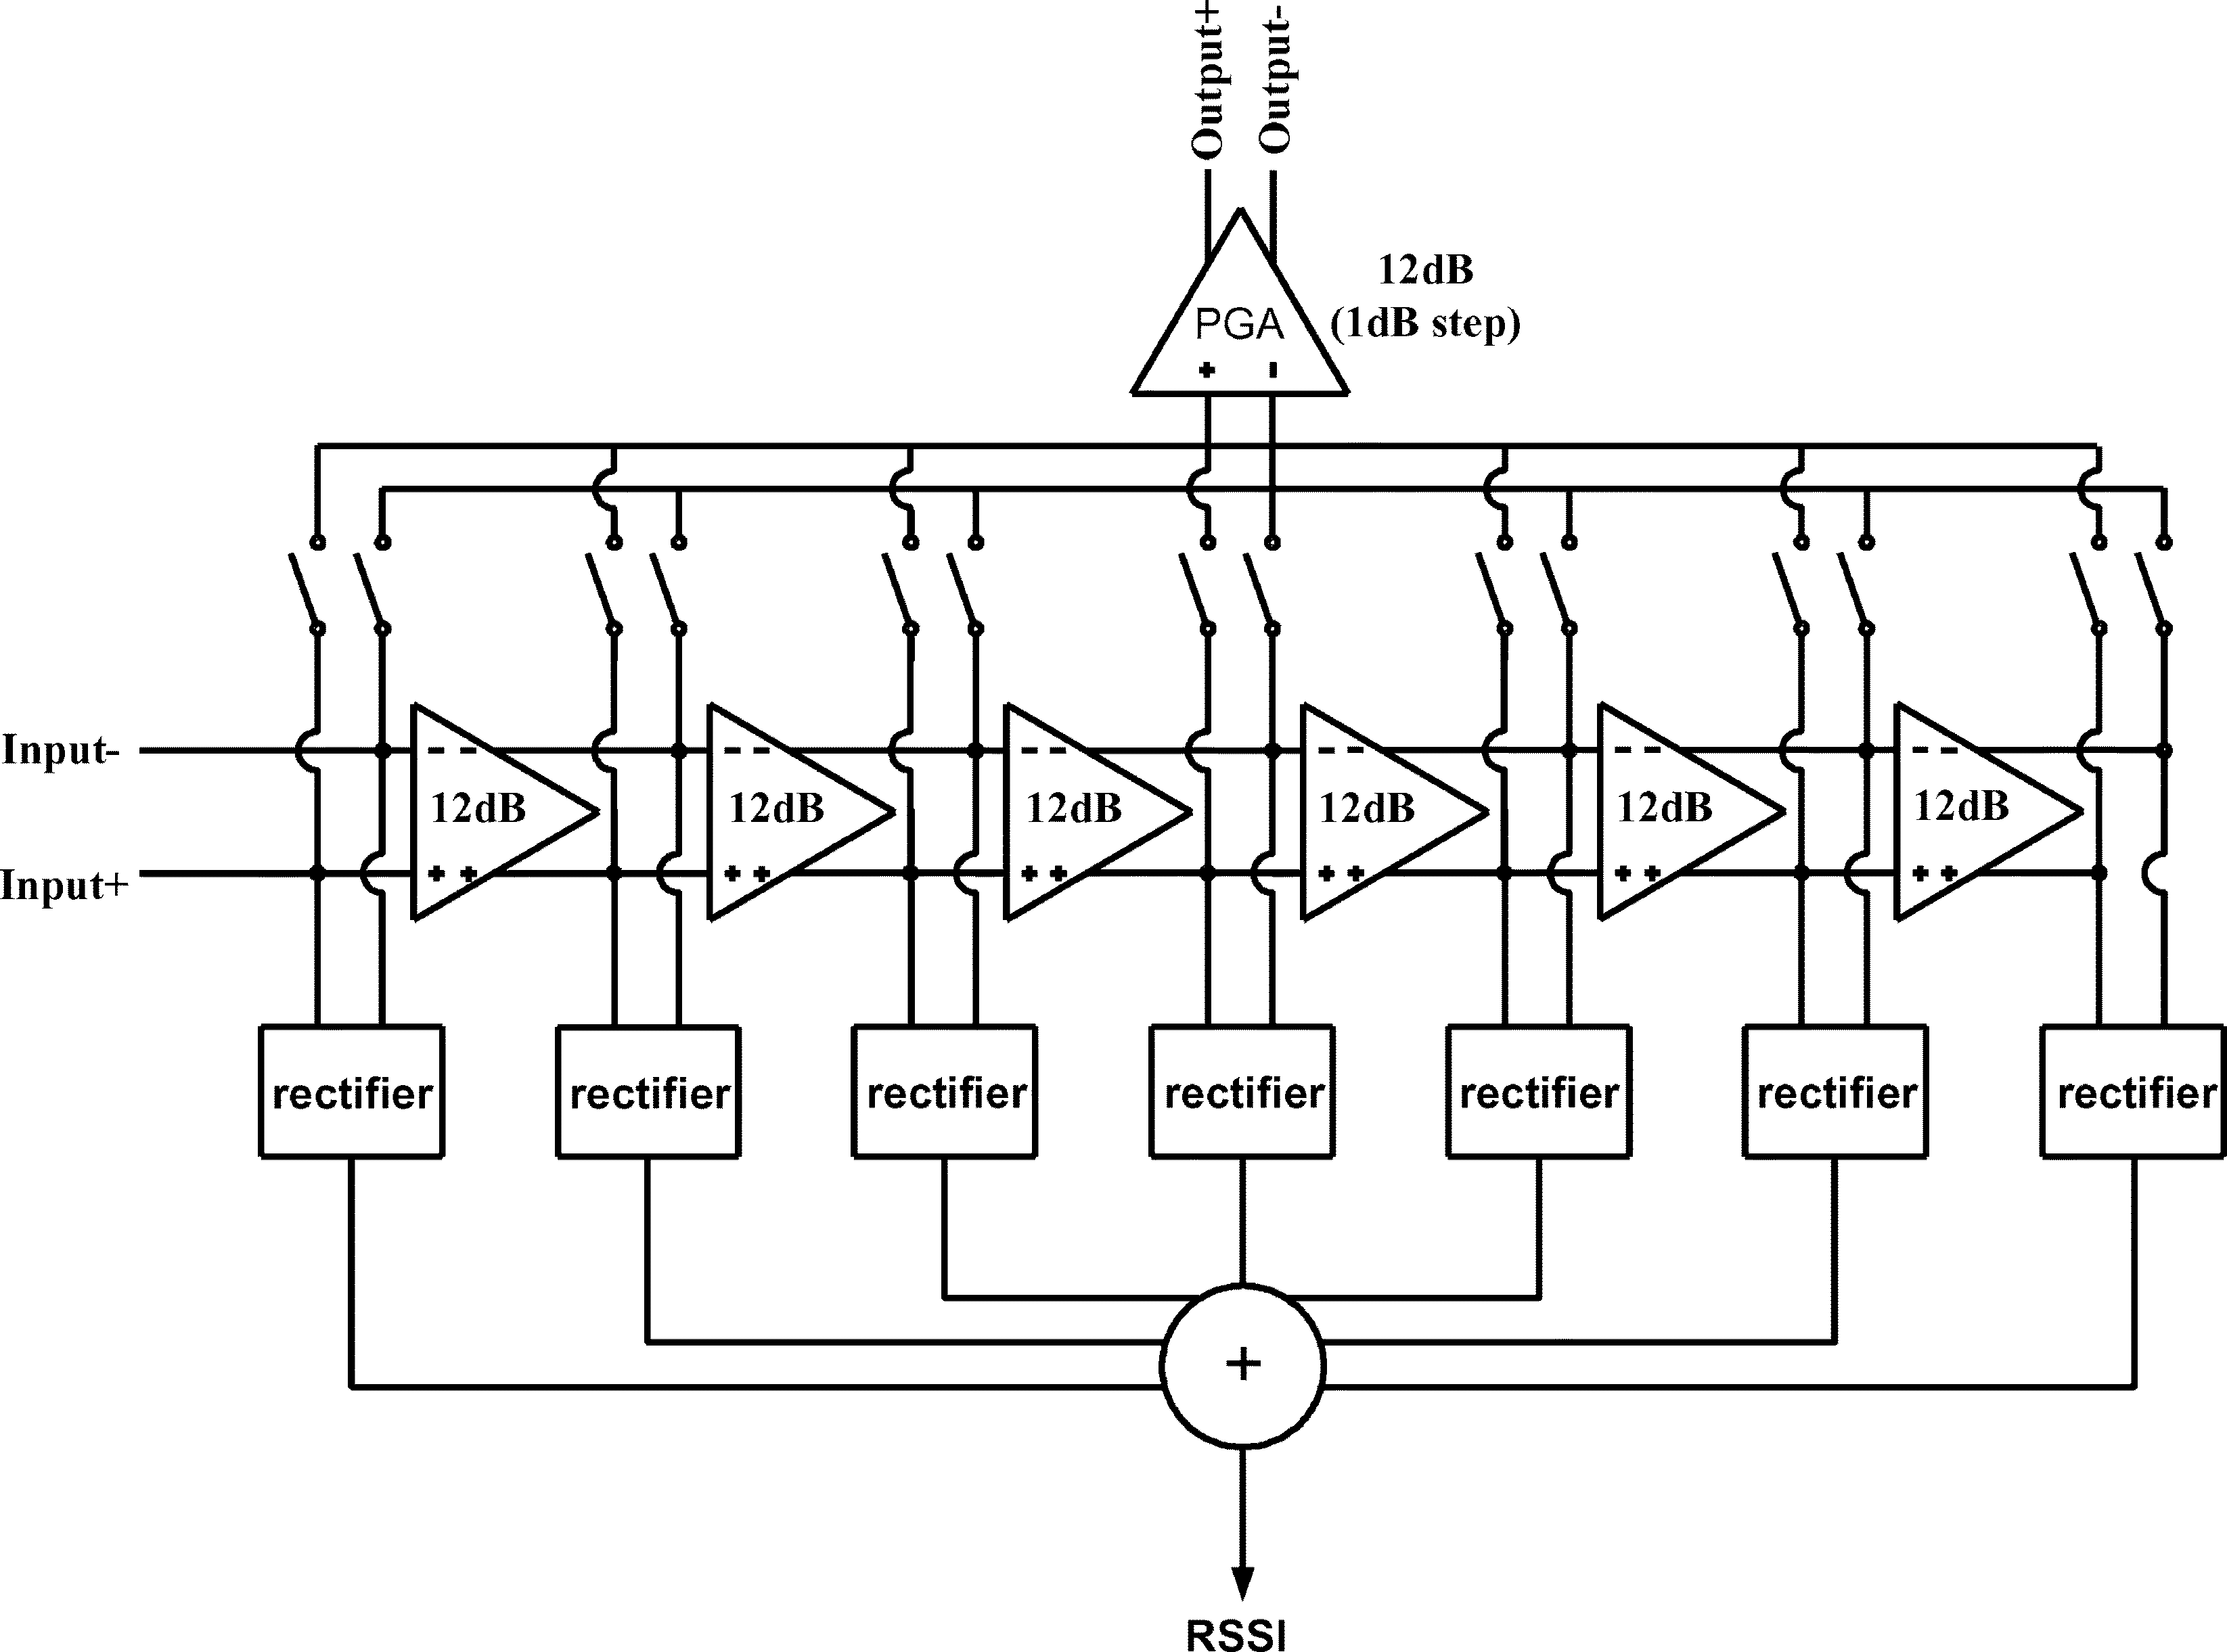 Output+
Output-
12dB
(1dB step)
PGA
+ -
Input-
- - - - - - - - - - - -
12dB 12dB 12dB 12dB 12dB 12dB
+ + + + + + + + + + + +
Input+
rectifier rectifier rectifier rectifier rectifier rectifier rectifier
+
RSSI